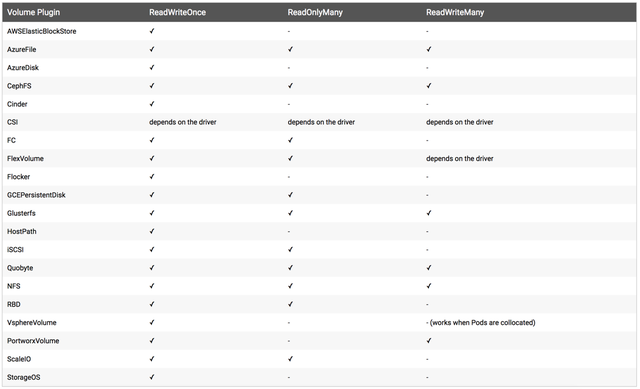 Volume Plugin ReadWriteOnce ReadOnlyMany ReadWriteMany
AWSElasticBlockStore ✓ - -
AzureFile ✓ ✓ ✓
AzureDisk ✓ - -
CephFS ✓ ✓ ✓
Cinder ✓ - -
CSI depends on the driver depends on the driver depends on the driver
FC ✓ ✓ -
FlexVolume ✓ ✓ depends on the driver
Flocker ✓ - -
GCEPersistentDisk ✓ ✓ -
Glusterfs ✓ ✓ ✓
HostPath ✓ - -
iSCSI ✓ ✓ -
Quobyte ✓ ✓ ✓
NFS ✓ ✓ ✓
RBD ✓ ✓ -
VsphereVolume ✓ - - (works when Pods are collocated)
PortworxVolume ✓ - ✓
ScaleIO ✓ ✓ -
StorageOS ✓ - -